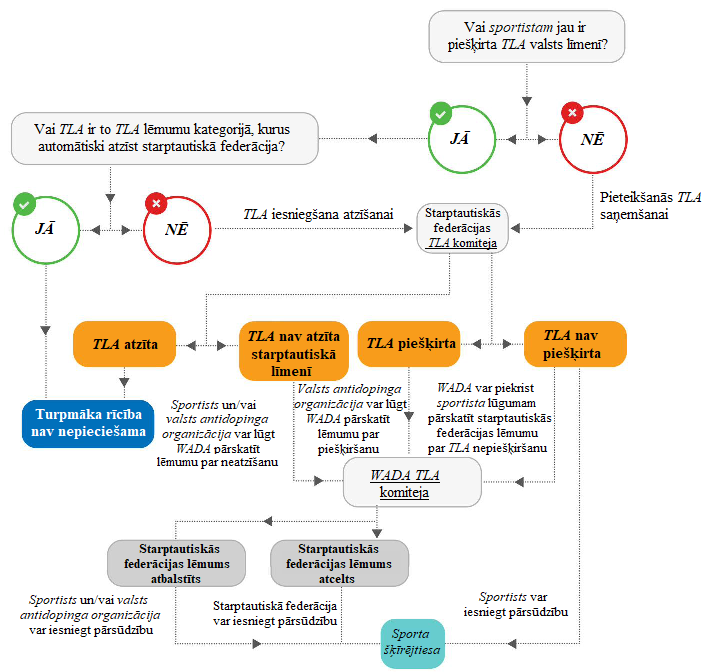 Vai sportistam jau ir
piešķirta TLA valsts līmenī?
Vai TLA ir to TLA lēmumu kategorijā, kurus
automātiski atzīst starptautiskā federācija?
JĀ
NĒ
JĀ
NĒ
TLA iesniegšana atzīšanai
Starptautiskās
federācijas
TLA komiteja
Pieteikšanās TLA
saņemšanai
TLA atzīta
TLA nav atzīta
starptautiskā
līmenī
TLA piešķirta
TLA nav
piešķirta
Turpmāka rīcība
nav nepieciešama
Sportists un/vai
valsts antidopinga
organizācija var lūgt
WADA pārskatīt
lēmumu par neatzīšanu
Valsts antidopinga
organizācija var lūgt
WADA pārskatīt
lēmumu par
piešķiršanu
WADA var piekrist
sportista lūgumam
pārskatīt starptautiskās
federācijas lēmumu
par TLA nepiešķiršanu
WADA TLA
komiteja
Starptautiskās
federācijas lēmums
atbalstīts
Starptautiskās
federācijas lēmums
atcelts
Sportists un/vai valsts
antidopinga organizācija
var iesniegt pārsūdzību
Starptautiskā federācija
var iesniegt pārsūdzību
Sportists var
iesniegt pārsūdzību
Sporta
šķīrējtiesa